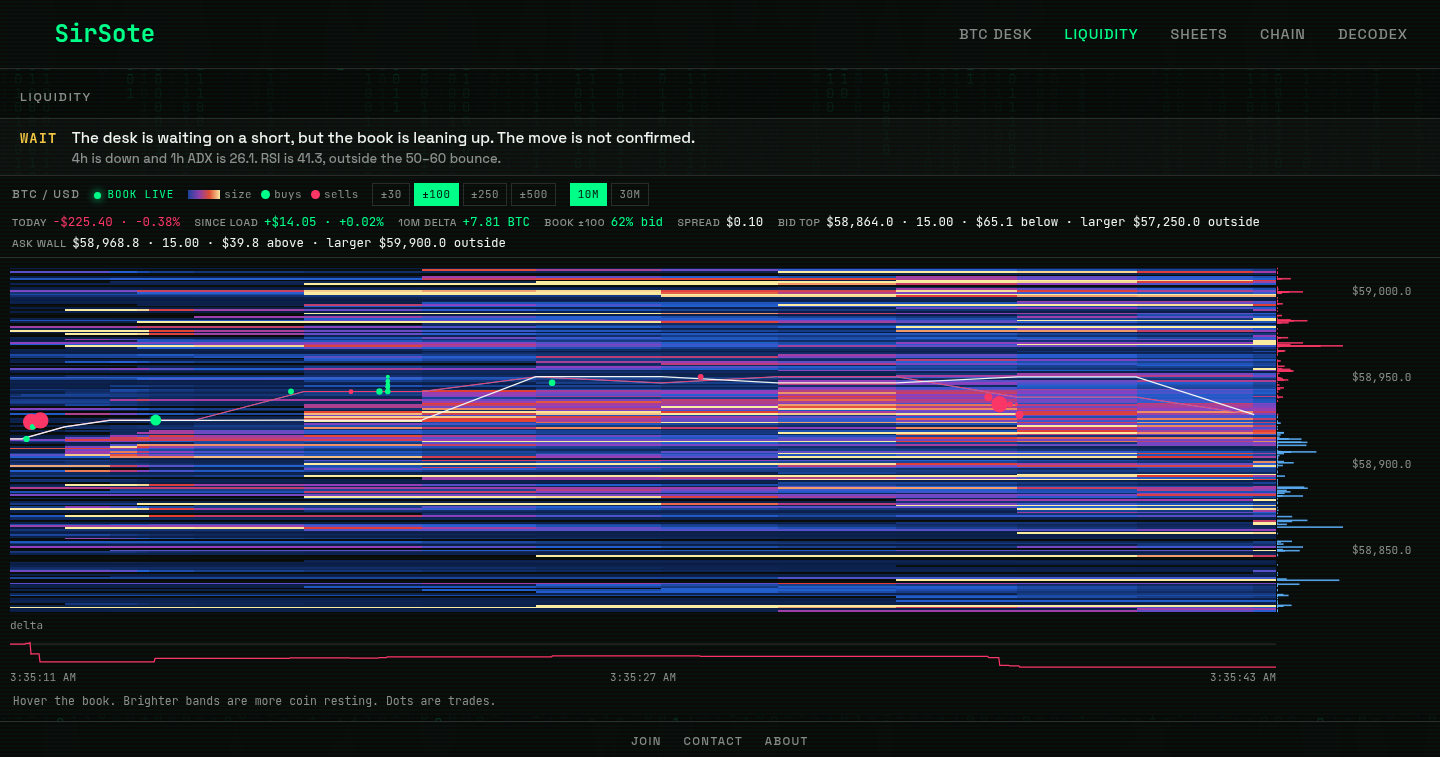 SirSote
BTC DESK LIQUIDITY SHEETS CHAIN DECODEX
LIQUIDITY
WAIT The desk is waiting on a short, but the book is leaning up. The move is not confirmed.
4h is down and 1h ADX is 26.1. RSI is 41.3, outside the 50–60 bounce.
BTC / USD BOOK LIVE size buys sells ±30 ±100 ±250 ±500 10M 30M
TODAY -$225.40 · -0.38% SINCE LOAD +$14.05 · +0.02% 10M DELTA +7.81 BTC BOOK ±100 62% bid SPREAD $0.10 BID TOP $58,864.0 · 15.00 · $65.1 below · larger $57,250.0 outside
ASK WALL $58,968.8 · 15.00 · $39.8 above · larger $59,900.0 outside
$59,000.0
$58,950.0
$58,900.0
$58,850.0
delta
3:35:11 AM 3:35:27 AM 3:35:43 AM
Hover the book. Brighter bands are more coin resting. Dots are trades.
JOIN CONTACT ABOUT